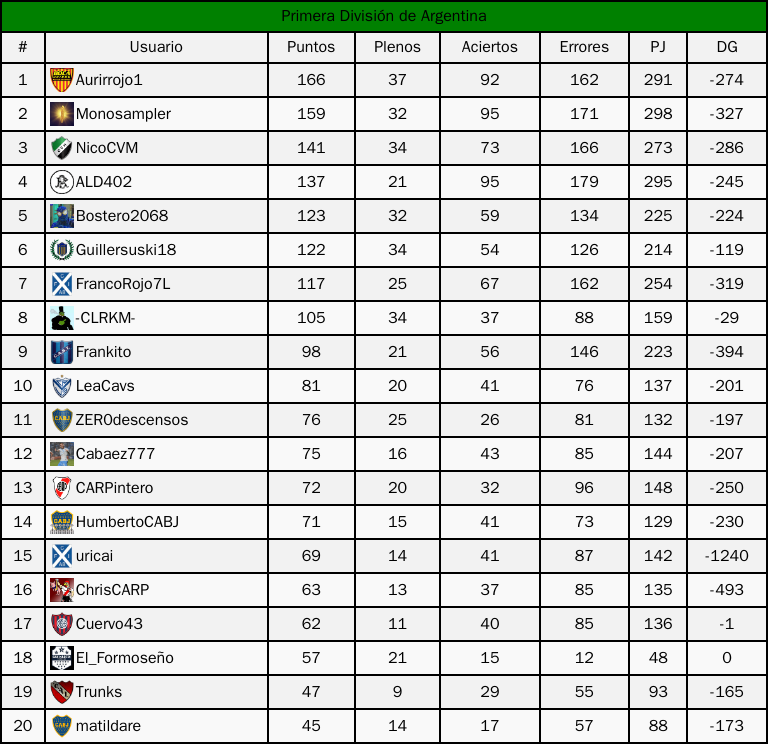 Primera División de Argentina
# Usuario Puntos Plenos Aciertos Errores PJ DG
1 Aurirrojo1 166 37 92 162 291 -274
2 Monosampler 159 32 95 171 298 -327
3 NicoCVM 141 34 73 166 273 -286
4 ALD402 137 21 95 179 295 -245
5 Bostero2068 123 32 59 134 225 -224
6 Guillersuski18 122 34 54 126 214 -119
7 FrancoRojo7L 117 25 67 162 254 -319
8 -CLRKM- 105 34 37 88 159 -29
9 Frankito 98 21 56 146 223 -394
10 LeaCavs 81 20 41 76 137 -201
11 ZER0descensos 76 25 26 81 132 -197
12 Cabaez777 75 16 43 85 144 -207
13 CARPintero 72 20 32 96 148 -250
14 HumbertoCABJ 71 15 41 73 129 -230
15 uricai 69 14 41 87 142 -1240
16 ChrisCARP 63 13 37 85 135 -493
17 Cuervo43 62 11 40 85 136 -1
18 El_Formoseño 57 21 15 12 48 0
19 Trunks 47 9 29 55 93 -165
20 matildare 45 14 17 57 88 -173